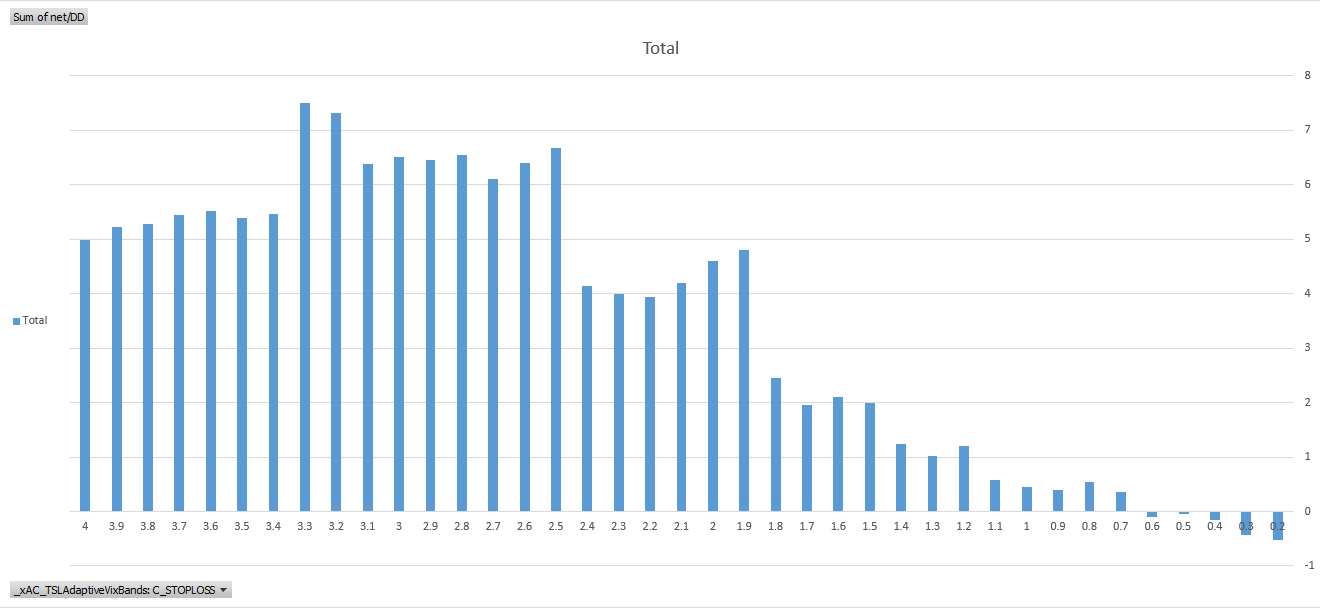 Sum of net/DD
Total
8
7
6
5
4
3
2
1
0
-1
Total
4 3.9 3.8 3.7 3.6 3.5 3.4 3.3 3.2 3.1 3 2.9 2.8 2.7 2.6 2.5 2.4 2.3 2.2 2.1 2 1.9 1.8 1.7 1.6 1.5 1.4 1.3 1.2 1.1 1 0.9 0.8 0.7 0.6 0.5 0.4 0.3 0.2
_xAC_TSLAdaptiveVixBands: C_STOPLOSS